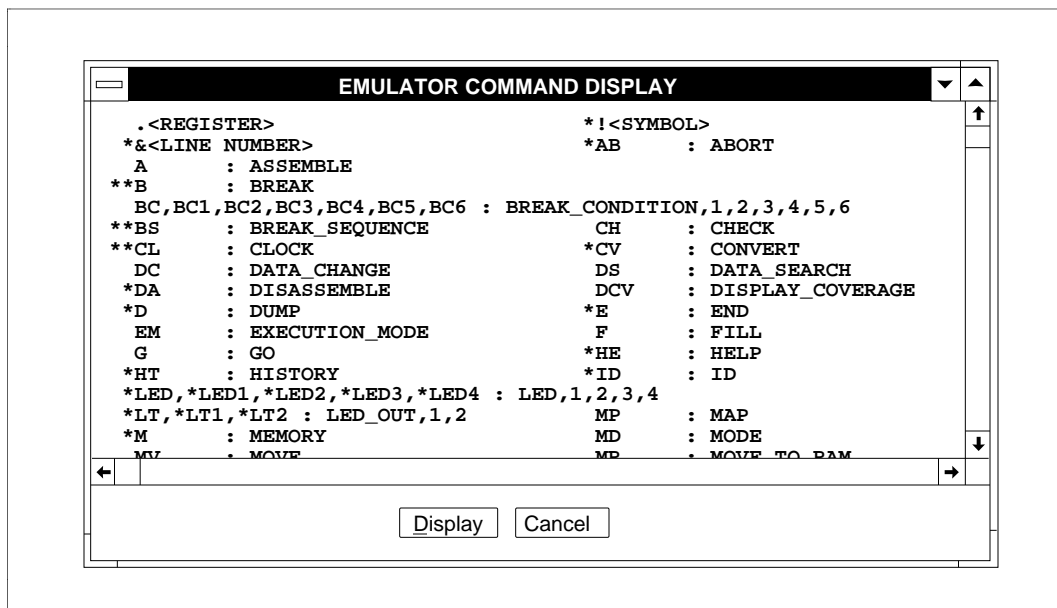 EMULATOR COMMAND DISPLAY
.<REGISTER> *!<SYMBOL>
*&<LINE NUMBER> *AB : ABORT
A : ASSEMBLE
**B : BREAK
BC,BC1,BC2,BC3,BC4,BC5,BC6 : BREAK_CONDITION,1,2,3,4,5,6
**BS : BREAK_SEQUENCE CH : CHECK
**CL : CLOCK *CV : CONVERT
DC : DATA_CHANGE DS : DATA_SEARCH
*DA : DISASSEMBLE DCV : DISPLAY_COVERAGE
*D : DUMP *E : END
EM : EXECUTION_MODE F : FILL
G : GO *HE : HELP
*HT : HISTORY *ID : ID
*LED,*LED1,*LED2,*LED3,*LED4 : LED,1,2,3,4
*LT,*LT1,*LT2 : LED_OUT,1,2 MP : MAP
*M : MEMORY MD : MODE
MV : MOVE MR : MOVE_TO_RAM
Display Cancel